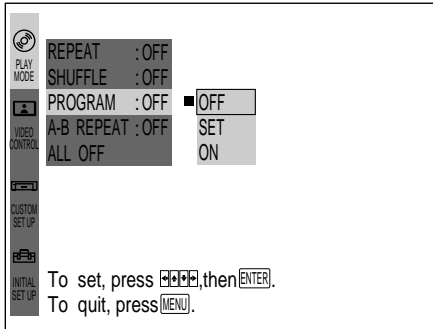 PLAY
MODE
VIDEO
CONTROL
CUSTOM
SET UP
INITIAL
SET UP
REPEAT :OFF
SHUFFLE :OFF
PROGRAM :OFF
A-B REPEAT :OFF
ALL OFF
OFF
SET
ON
To set, press ,then ENTER.
To quit, press MENU.